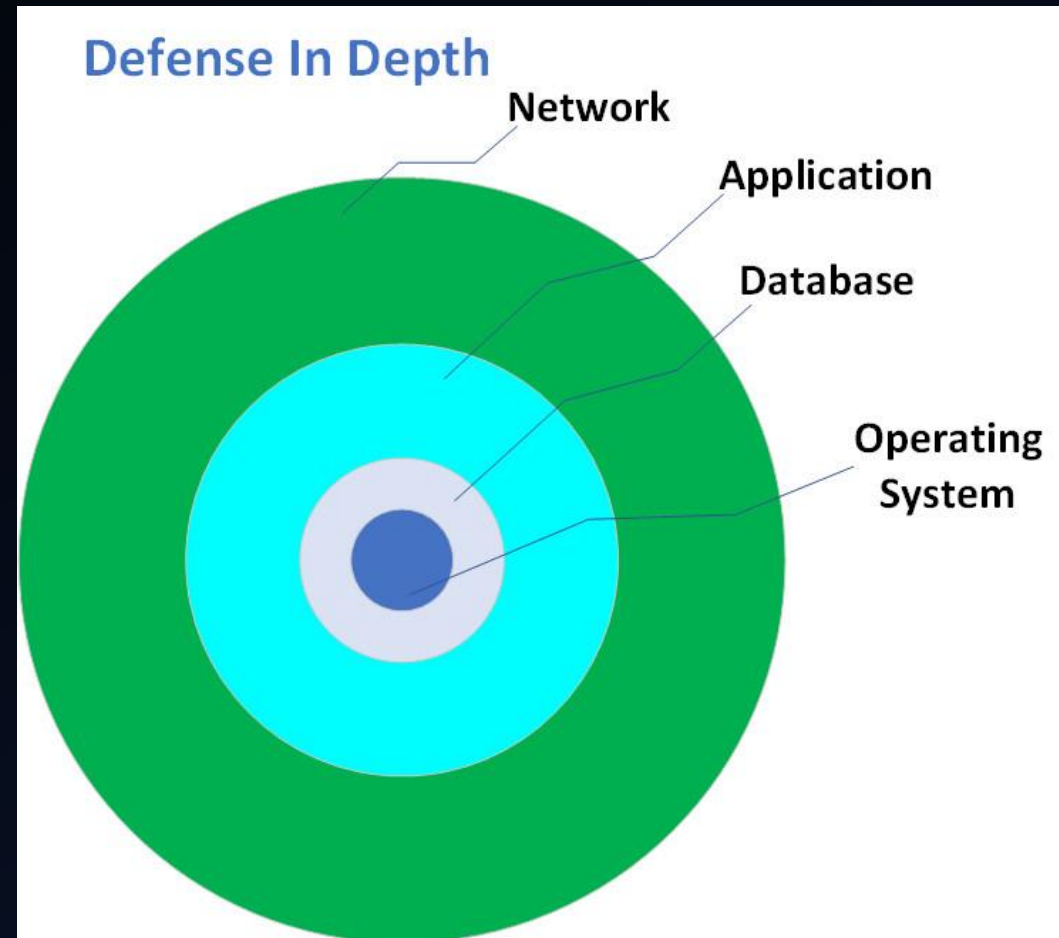 Defense In Depth
Network
Application
Database
Operating
System